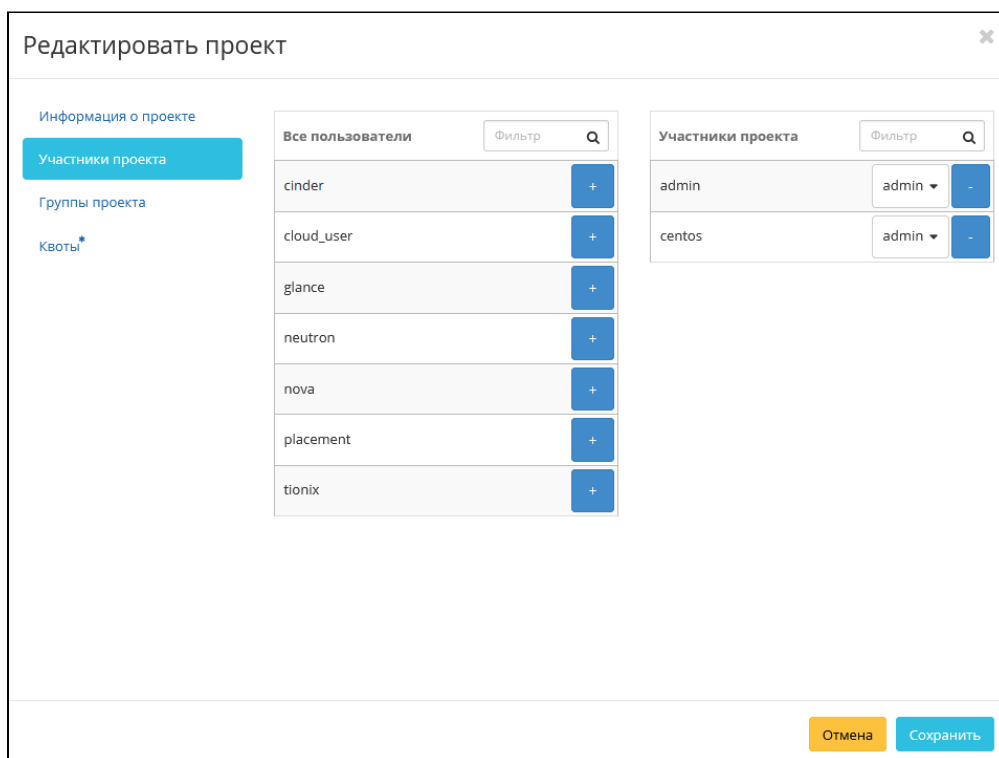 Редактировать проект ×
Информация о проекте
Участники проекта
Группы проекта
Квоты*
Все пользователи Фильтр
cinder +
cloud_user +
glance +
neutron +
nova +
placement +
tionix +
Участники проекта Фильтр
admin admin -
centos admin -
Отмена Сохранить